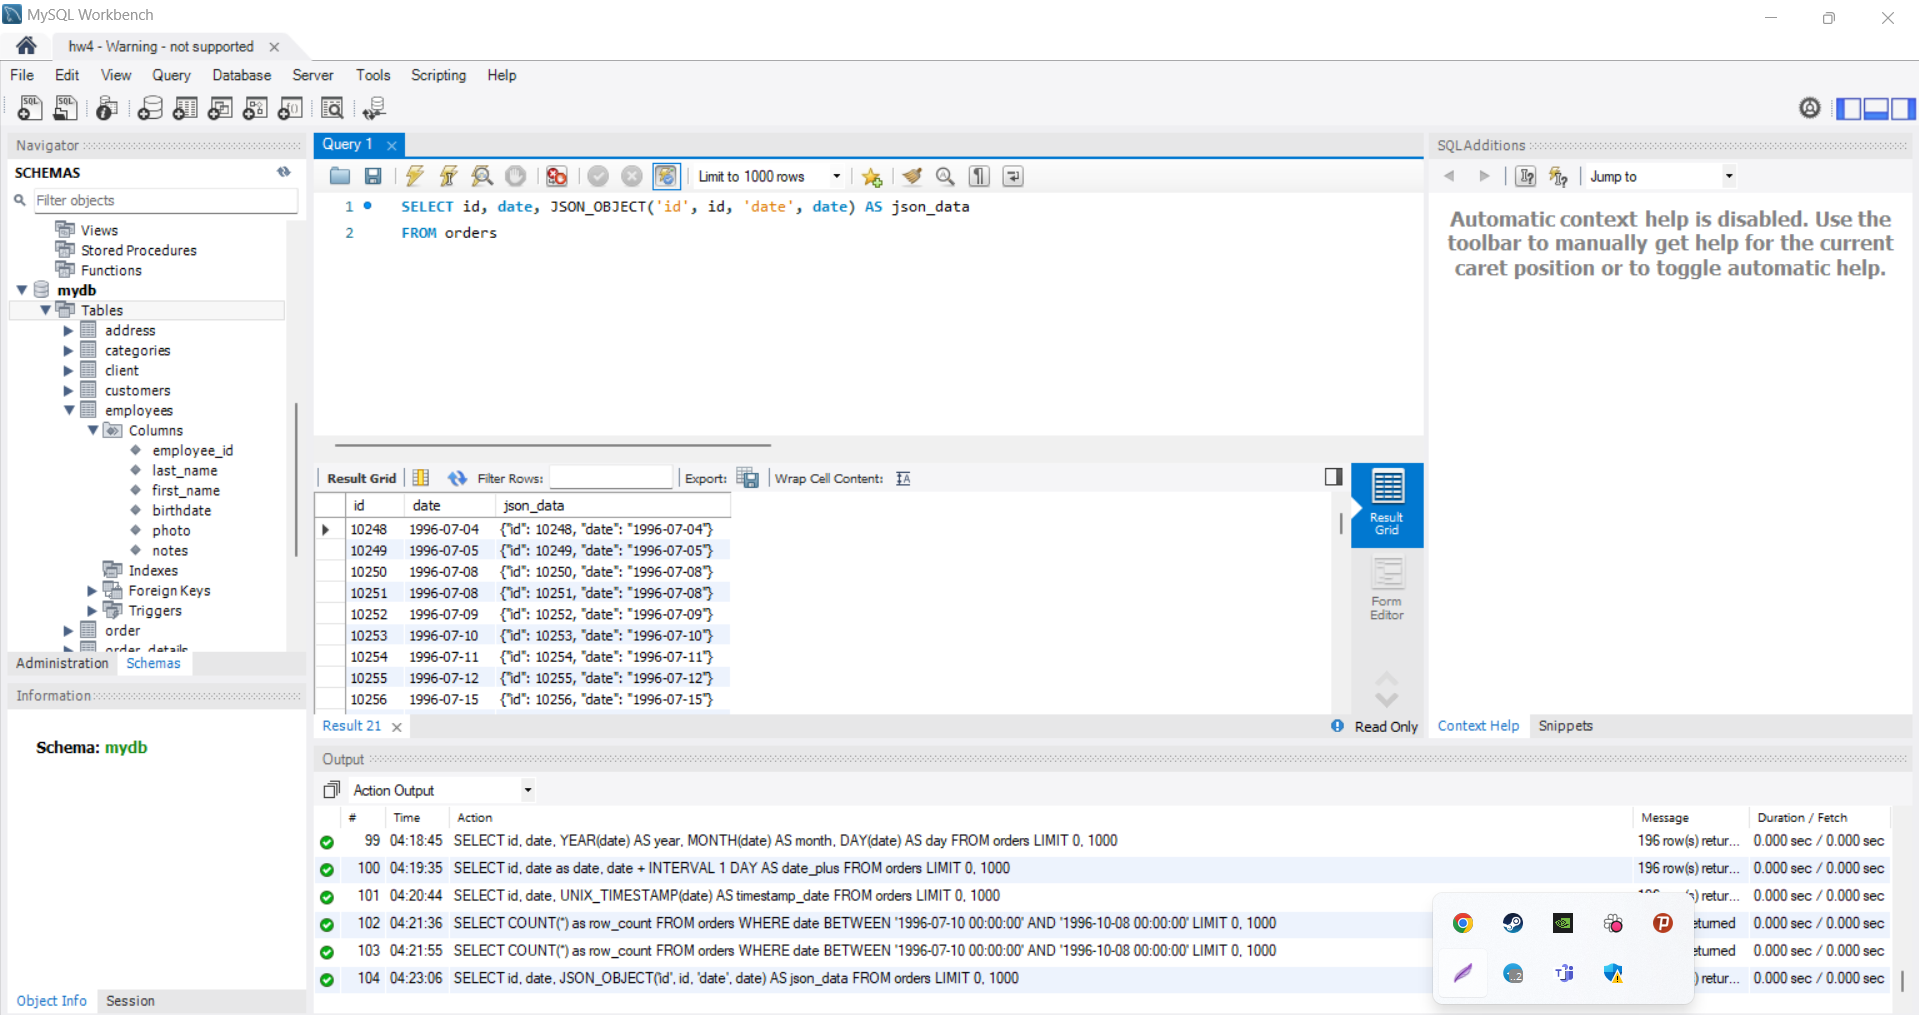 MySQL Workbench
hw4 - Warning - not supported
File Edit View Query Database Server Tools Scripting Help
Navigator
SCHEMAS
Filter objects
Views
Stored Procedures
Functions
mydb
Tables
address
categories
client
customers
employees
Columns
employee_id
last_name
first_name
birthdate
photo
notes
Indexes
Foreign Keys
Triggers
order
order_details
Administration Schemas
Information
Schema: mydb
Object Info Session
Query 1
Limit to 1000 rows
1 SELECT id, date, JSON_OBJECT('id', id, 'date', date) AS json_data
2 FROM orders
Result Grid Filter Rows: Export: Wrap Cell Content:
id date json_data
10248 1996-07-04 {"id": 10248, "date": "1996-07-04"}
10249 1996-07-05 {"id": 10249, "date": "1996-07-05"}
10250 1996-07-08 {"id": 10250, "date": "1996-07-08"}
10251 1996-07-08 {"id": 10251, "date": "1996-07-08"}
10252 1996-07-09 {"id": 10252, "date": "1996-07-09"}
10253 1996-07-10 {"id": 10253, "date": "1996-07-10"}
10254 1996-07-11 {"id": 10254, "date": "1996-07-11"}
10255 1996-07-12 {"id": 10255, "date": "1996-07-12"}
10256 1996-07-15 {"id": 10256, "date": "1996-07-15"}
Result
Grid
Form
Editor
Result 21
Read Only
SQLAdditions
Jump to
Automatic context help is disabled. Use the
toolbar to manually get help for the current
caret position or to toggle automatic help.
Context Help Snippets
Output
Action Output
# Time Action Message Duration / Fetch
99 04:18:45 SELECT id, date, YEAR(date) AS year, MONTH(date) AS month, DAY(date) AS day FROM orders LIMIT 0, 1000 196 row(s) retur... 0.000 sec / 0.000 sec
100 04:19:35 SELECT id, date as date, date + INTERVAL 1 DAY AS date_plus FROM orders LIMIT 0, 1000 196 row(s) retur... 0.000 sec / 0.000 sec
101 04:20:44 SELECT id, date, UNIX_TIMESTAMP(date) AS timestamp_date FROM orders LIMIT 0, 1000 retur... 0.000 sec / 0.000 sec
102 04:21:36 SELECT COUNT(*) as row_count FROM orders WHERE date BETWEEN '1996-07-10 00:00:00' AND '1996-10-08 00:00:00' LIMIT 0, 1000 eturned 0.000 sec / 0.000 sec
103 04:21:55 SELECT COUNT(*) as row_count FROM orders WHERE date BETWEEN '1996-07-10 00:00:00' AND '1996-10-08 00:00:00' LIMIT 0, 1000 eturned 0.000 sec / 0.000 sec
104 04:23:06 SELECT id, date, JSON_OBJECT('id', id, 'date', date) AS json_data FROM orders LIMIT 0, 1000 ) retur... 0.000 sec / 0.000 sec